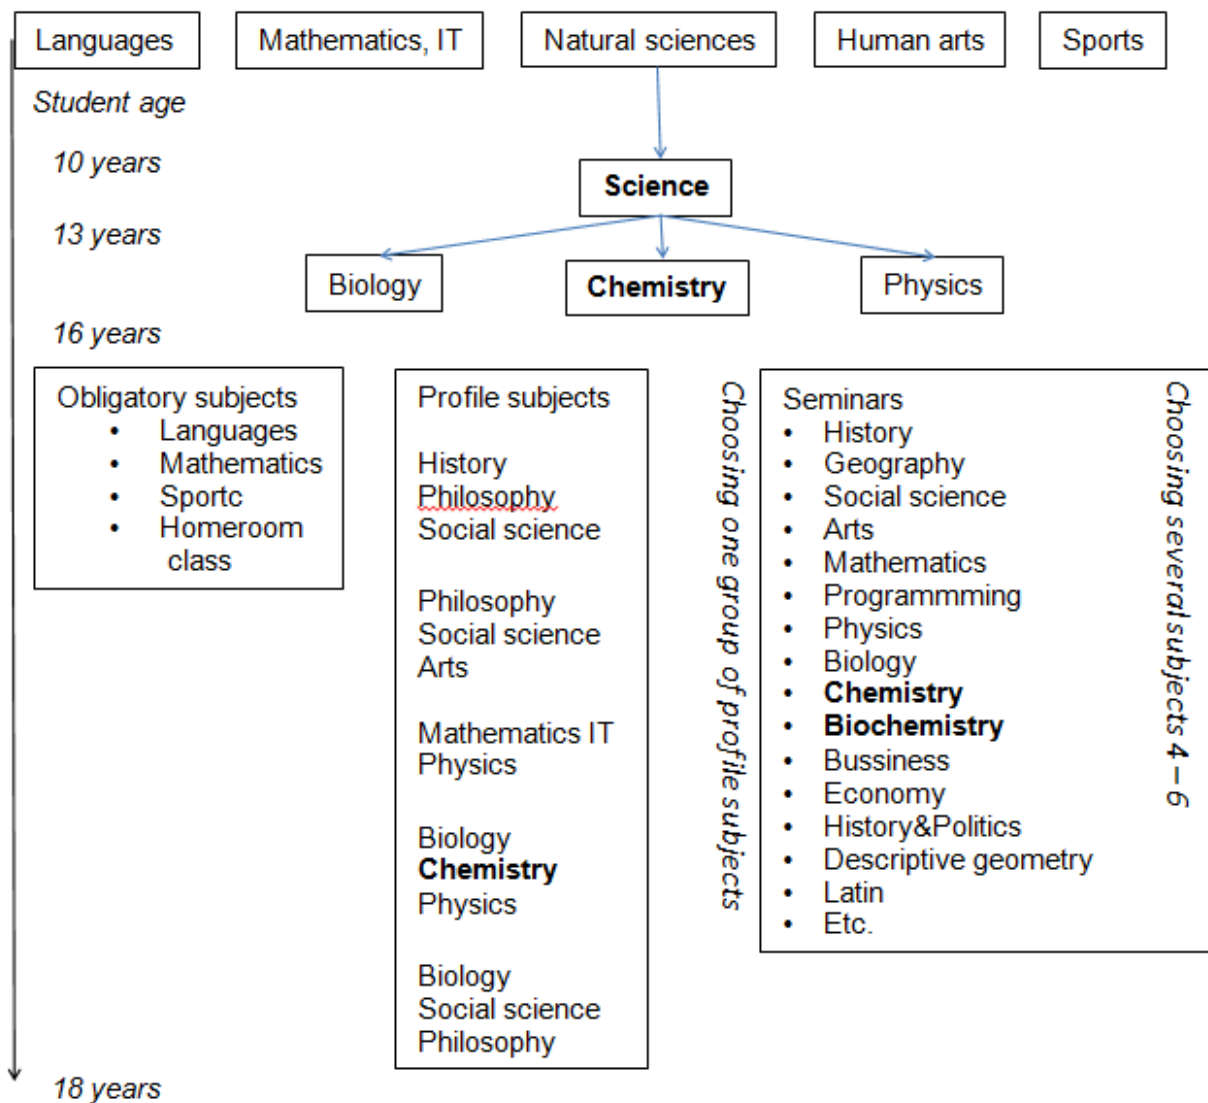 Languages
Mathematics, IT
Natural sciences
Human arts
Sports
Student age
10 years
Science
13 years
Biology
Chemistry
Physics
16 years
Obligatory subjects
• Languages
• Mathematics
• Sportc
• Homeroom
class
Profile subjects
History
Philosophy
Social science
Philosophy
Social science
Arts
Mathematics IT
Physics
Biology
Chemistry
Physics
Biology
Social science
Philosophy
Choosing one group of profile subjects
Seminars
• History
• Geography
• Social science
• Arts
• Mathematics
• Programmming
• Physics
• Biology
• Chemistry
• Biochemistry
• Bussiness
• Economy
• History&Politics
• Descriptive geometry
• Latin
• Etc.
Choosing several subjects 4 – 6
18 years